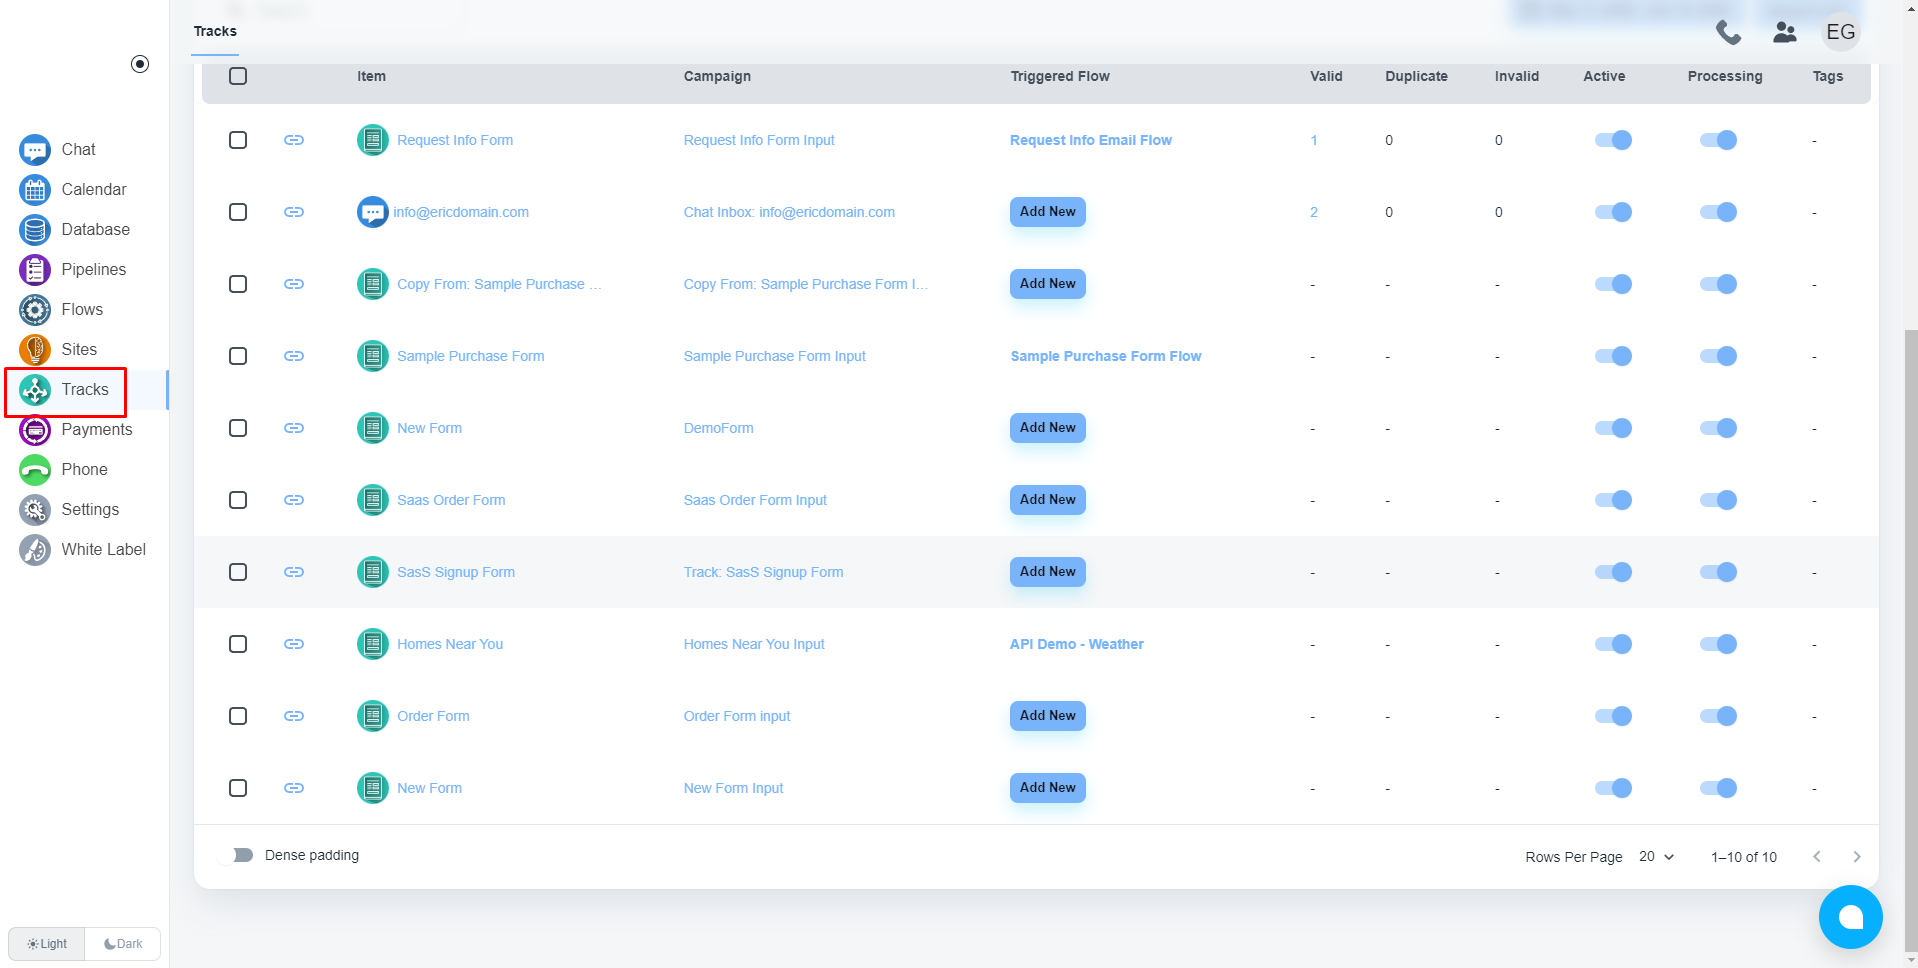 Tracks
EG
Item Campaign Triggered Flow Valid Duplicate Invalid Active Processing Tags
Request Info Form Request Info Form Input Request Info Email Flow 1 0 0 -
info@ericdomain.com Chat Inbox: info@ericdomain.com Add New 2 0 0 -
Copy From: Sample Purchase ... Copy From: Sample Purchase Form I... Add New - - - -
Sample Purchase Form Sample Purchase Form Input Sample Purchase Form Flow - - - -
New Form DemoForm Add New - - - -
Saas Order Form Saas Order Form Input Add New - - - -
SasS Signup Form Track: SasS Signup Form Add New - - - -
Homes Near You Homes Near You Input API Demo - Weather - - - -
Order Form Order Form input Add New - - - -
New Form New Form Input Add New - - - -
Dense padding
Rows Per Page 20 1–10 of 10
Chat
Calendar
Database
Pipelines
Flows
Sites
Tracks
Payments
Phone
Settings
White Label
Light Dark